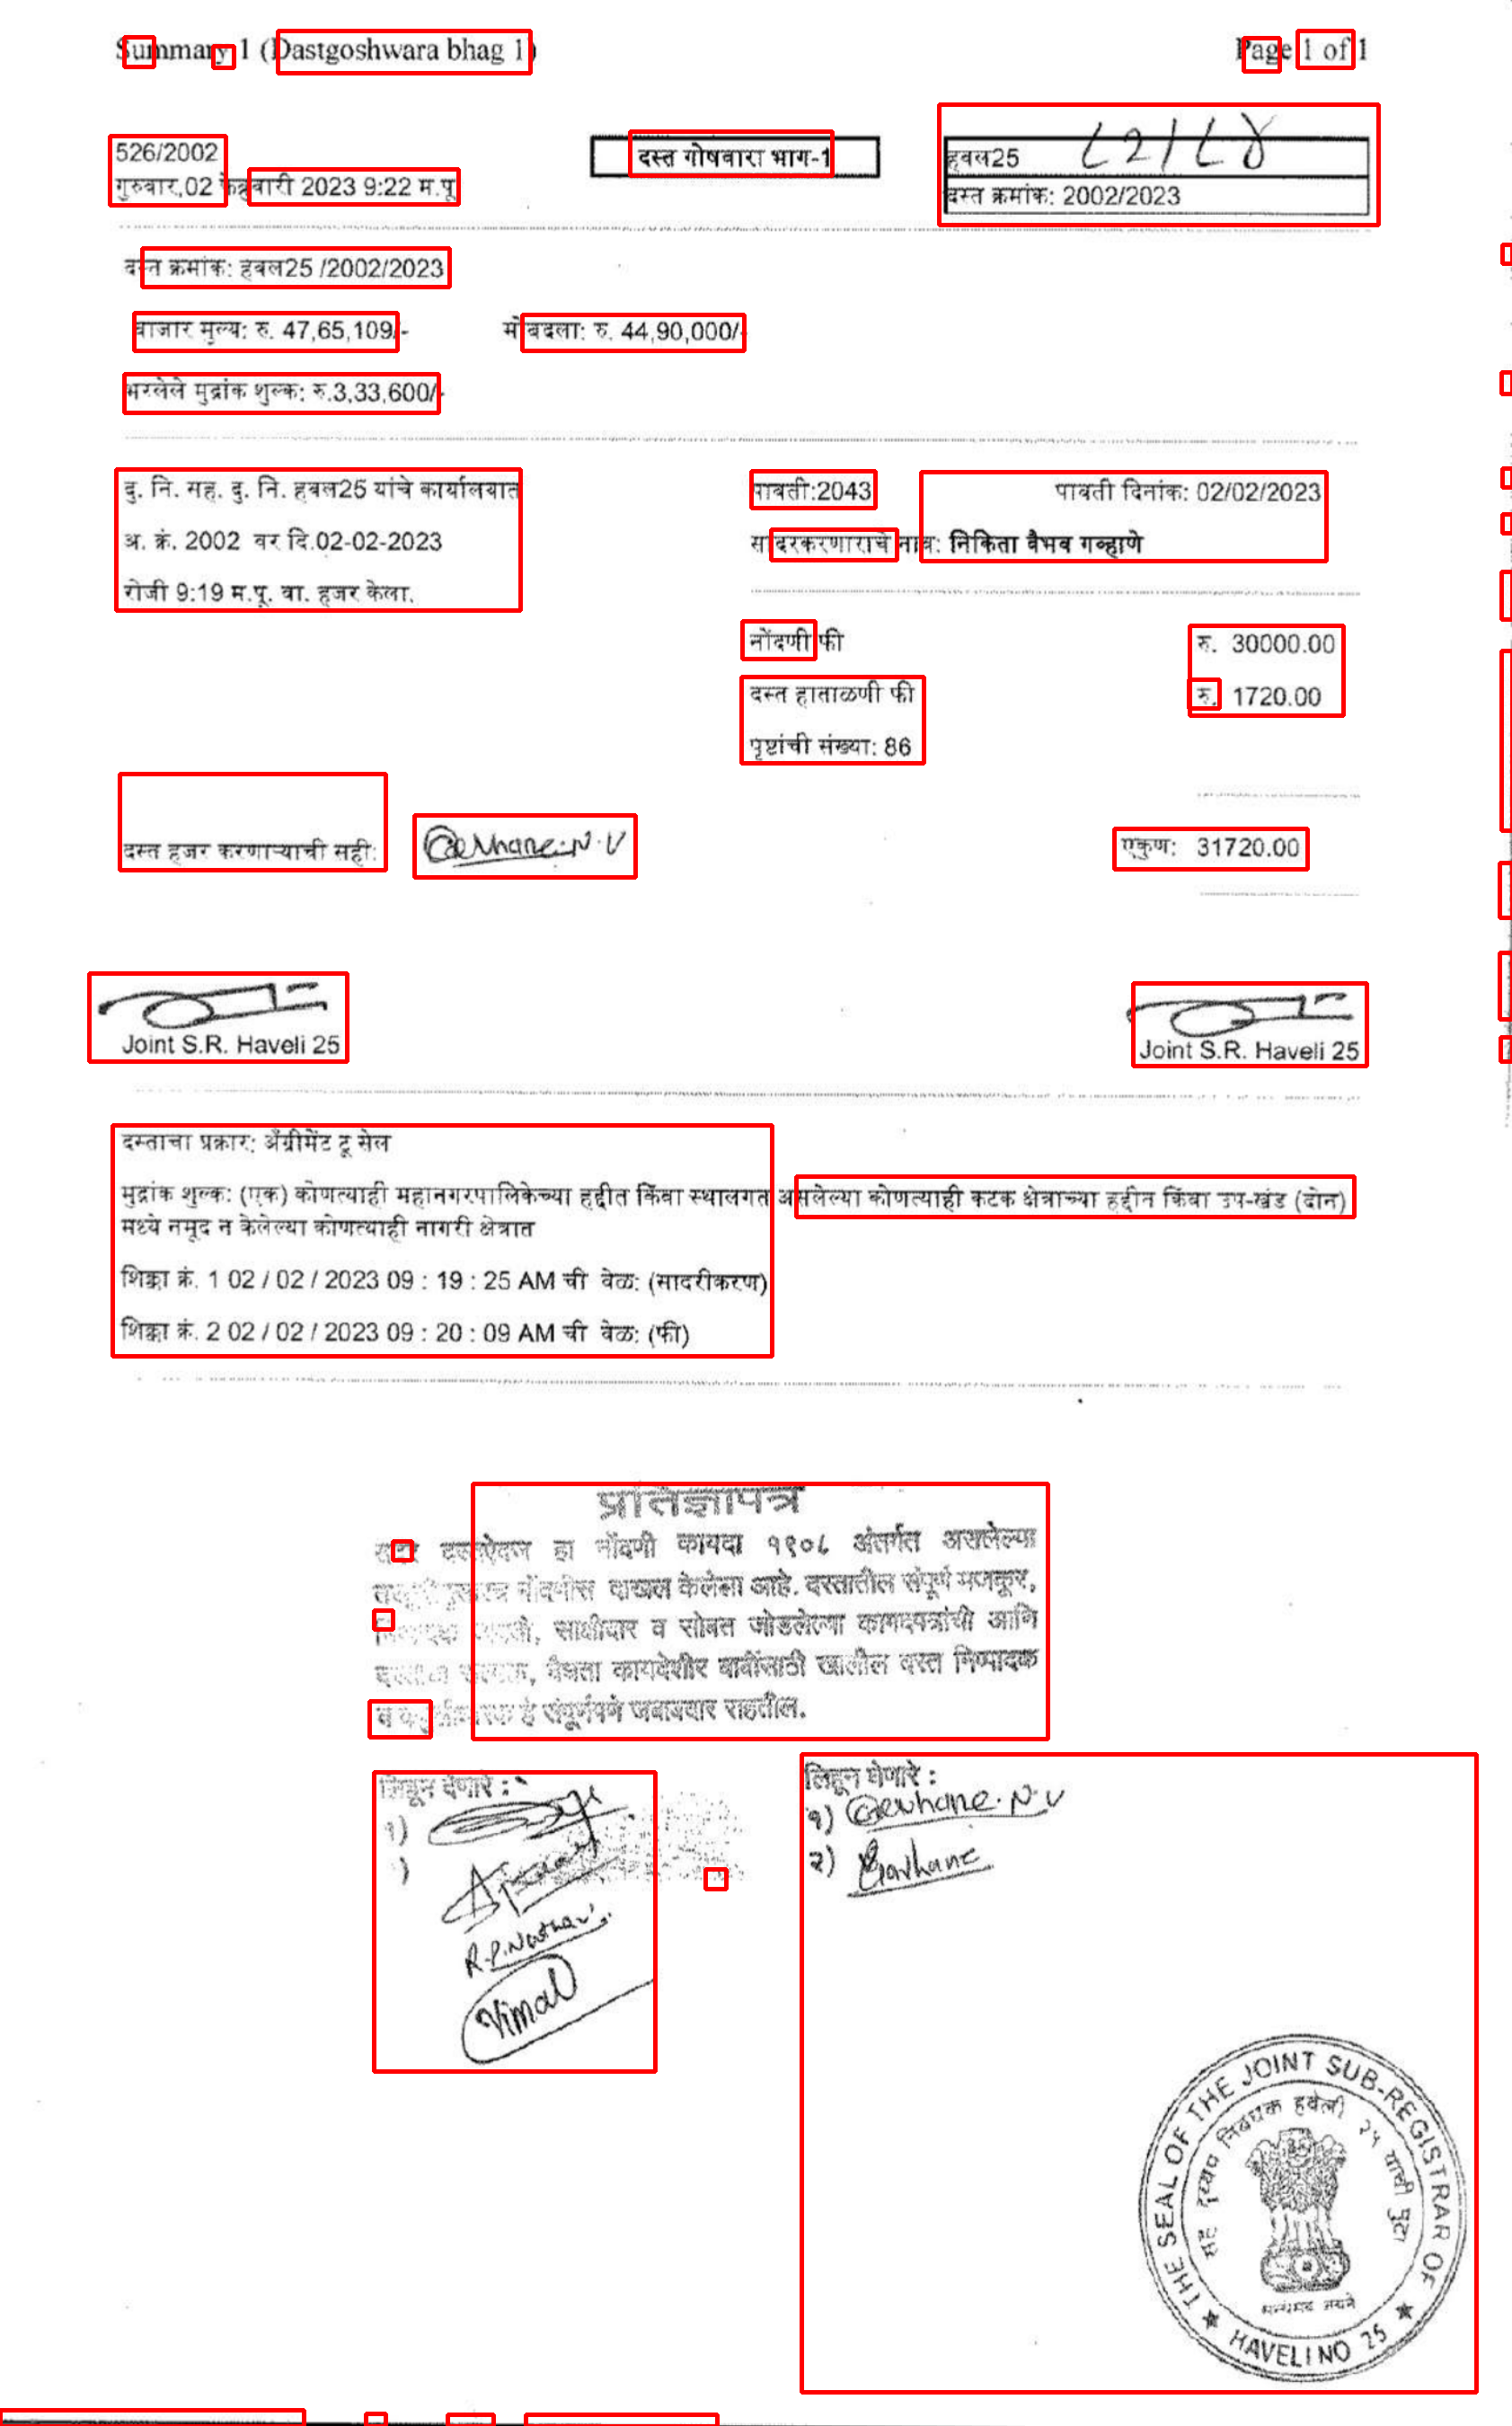 Summary 1 (Dastgoshwara bhag 1)
Page 1 of 1
526/2002
दस्त गोषवारा भाग-1
हवल25 ८२/८४
गुरुवार,02 फेब्रुवारी 2023 9:22 म.पू.
दस्त क्रमांक: 2002/2023
दस्त क्रमांक: हवल25 /2002/2023
बाजार मुल्य: रु. 47,65,109/- मोबदला: रु. 44,90,000/-
भरलेले मुद्रांक शुल्क: रु.3,33,600/-
दु. नि. सह. दु. नि. हवल25 यांचे कार्यालयात
अ. क्रं. 2002 वर दि.02-02-2023
रोजी 9:19 म.पू. वा. हजर केला.
पावती:2043 पावती दिनांक: 02/02/2023
सादरकरणाराचे नाव: निकिता वैभव गव्हाणे
नोंदणी फी रु. 30000.00
दस्त हाताळणी फी रु. 1720.00
पृष्टांची संख्या: 86
दस्त हजर करणाऱ्याची सही: Gavhane.N.V
एकुण: 31720.00
Joint S.R. Haveli 25
Joint S.R. Haveli 25
दस्ताचा प्रकार: अ‍ॅग्रीमेंट टू सेल
मुद्रांक शुल्क: (एक) कोणत्याही महानगरपालिकेच्या हद्दीत किंवा स्थालगत असलेल्या कोणत्याही कटक क्षेत्राच्या हद्दीत किंवा उप-खंड (दोन)
मध्ये नमूद न केलेल्या कोणत्याही नागरी क्षेत्रात
शिक्का क्रं. 1 02 / 02 / 2023 09 : 19 : 25 AM ची वेळ: (सादरीकरण)
शिक्का क्रं. 2 02 / 02 / 2023 09 : 20 : 09 AM ची वेळ: (फी)
प्रतिज्ञापत्र
सदर दस्तऐवज हा नोंदणी कायदा १९०८ अंतर्गत असलेल्या
नोंदणीस दाखल केलेला आहे. दस्तातील संपूर्ण मजकूर,
साक्षीदार व सोबत जोडलेल्या कागदपत्रांची आणि
वैधता कायदेशीर बाबींसाठी खालील दस्त निष्पादक
व हे संपूर्णपणे जबाबदार राहतील.
लिहून देणारे :
१)
)
Vimal
लिहून घेणारे :
१) Gavhane.N.V
२) Gavhane
THE SEAL OF THE JOINT SUB-REGISTRAR OF
सह दुय्यम निबंधक हवेली २५ यांची मुद्रा
सत्यमेव जयते
HAVELI NO 25